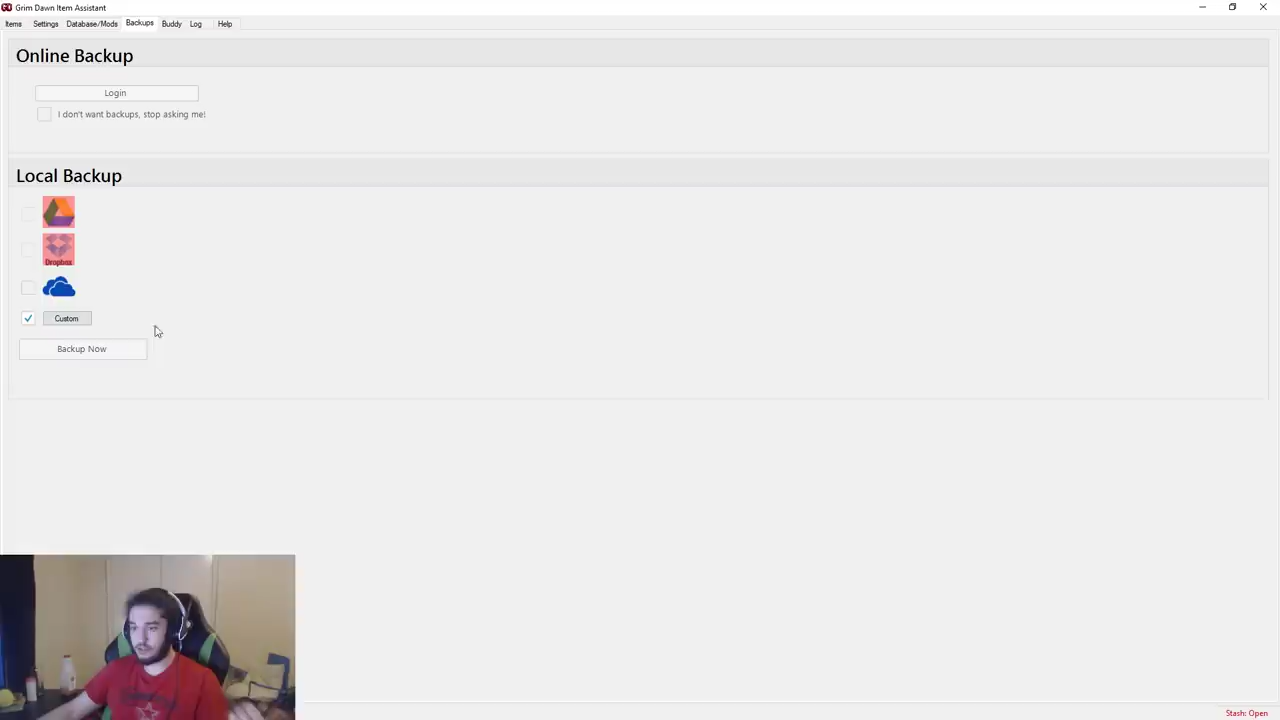 Grim Dawn Item Assistant
Items Settings Database/Mods Backups Buddy Log Help
Online Backup
Login
I don't want backups, stop asking me!
Local Backup
Dropbox
Custom
Backup Now
Stash: Open